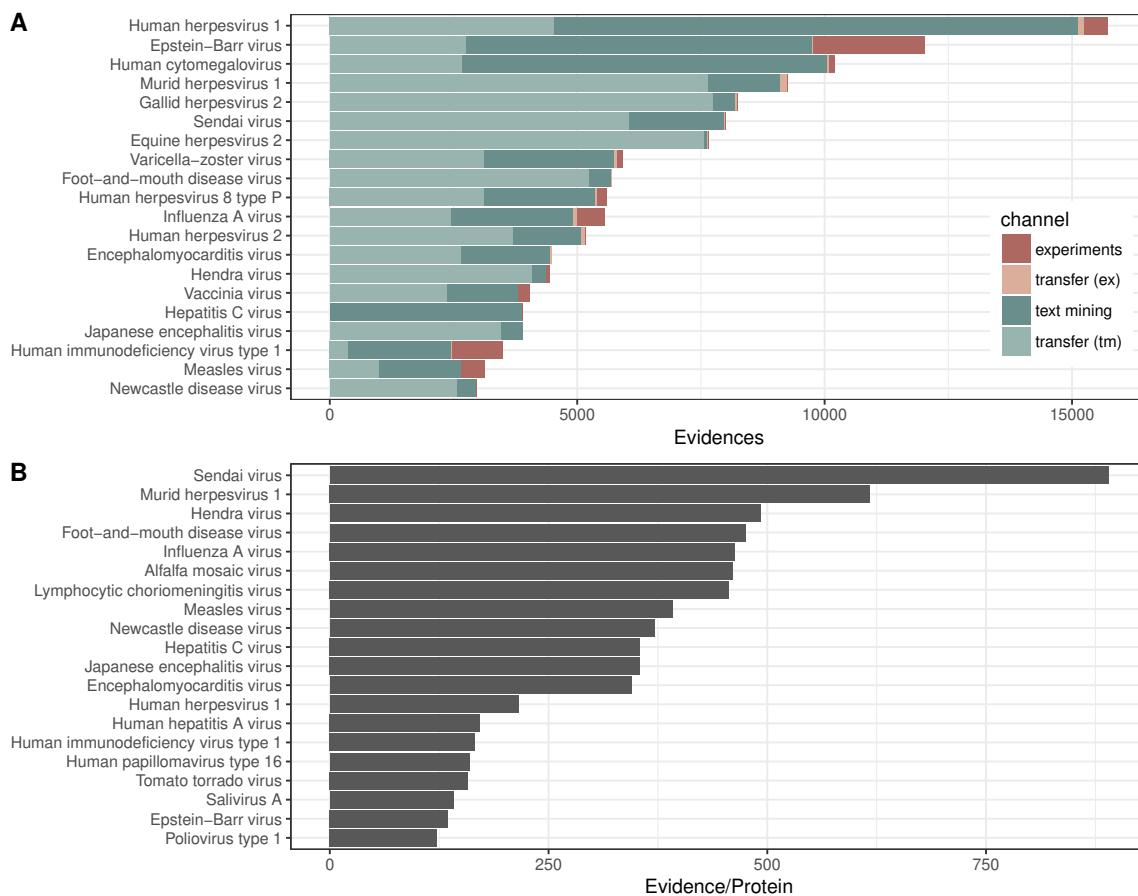 A
Human herpesvirus 1
Epstein−Barr virus
Human cytomegalovirus
Murid herpesvirus 1
Gallid herpesvirus 2
Sendai virus
Equine herpesvirus 2
Varicella−zoster virus
Foot−and−mouth disease virus
Human herpesvirus 8 type P
Influenza A virus
Human herpesvirus 2
Encephalomyocarditis virus
Hendra virus
Vaccinia virus
Hepatitis C virus
Japanese encephalitis virus
Human immunodeficiency virus type 1
Measles virus
Newcastle disease virus
channel
experiments
transfer (ex)
text mining
transfer (tm)
0 5000 10000 15000
Evidences
B
Sendai virus
Murid herpesvirus 1
Hendra virus
Foot−and−mouth disease virus
Influenza A virus
Alfalfa mosaic virus
Lymphocytic choriomeningitis virus
Measles virus
Newcastle disease virus
Hepatitis C virus
Japanese encephalitis virus
Encephalomyocarditis virus
Human herpesvirus 1
Human hepatitis A virus
Human immunodeficiency virus type 1
Human papillomavirus type 16
Tomato torrado virus
Salivirus A
Epstein−Barr virus
Poliovirus type 1
0 250 500 750
Evidence/Protein